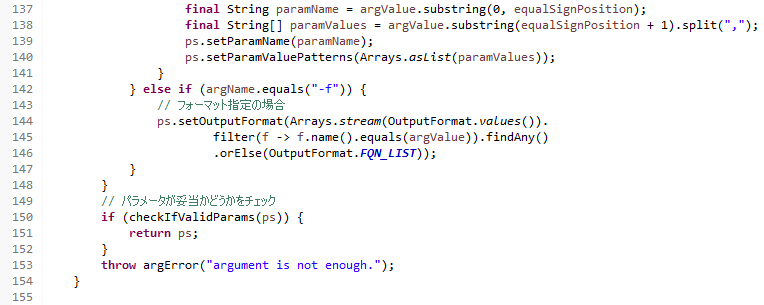 137 final String paramName = argValue.substring(0, equalSignPosition);
138 final String[] paramValues = argValue.substring(equalSignPosition + 1).split(",");
139 ps.setParamName(paramName);
140 ps.setParamValuePatterns(Arrays.asList(paramValues));
141 }
142 } else if (argName.equals("-f")) {
143 // フォーマット指定の場合
144 ps.setOutputFormat(Arrays.stream(OutputFormat.values()).
145 filter(f -> f.name().equals(argValue)).findAny()
146 .orElse(OutputFormat.FQN_LIST));
147 }
148 }
149 // パラメータが妥当かどうかをチェック
150 if (checkIfValidParams(ps)) {
151 return ps;
152 }
153 throw argError("argument is not enough.");
154 }
155